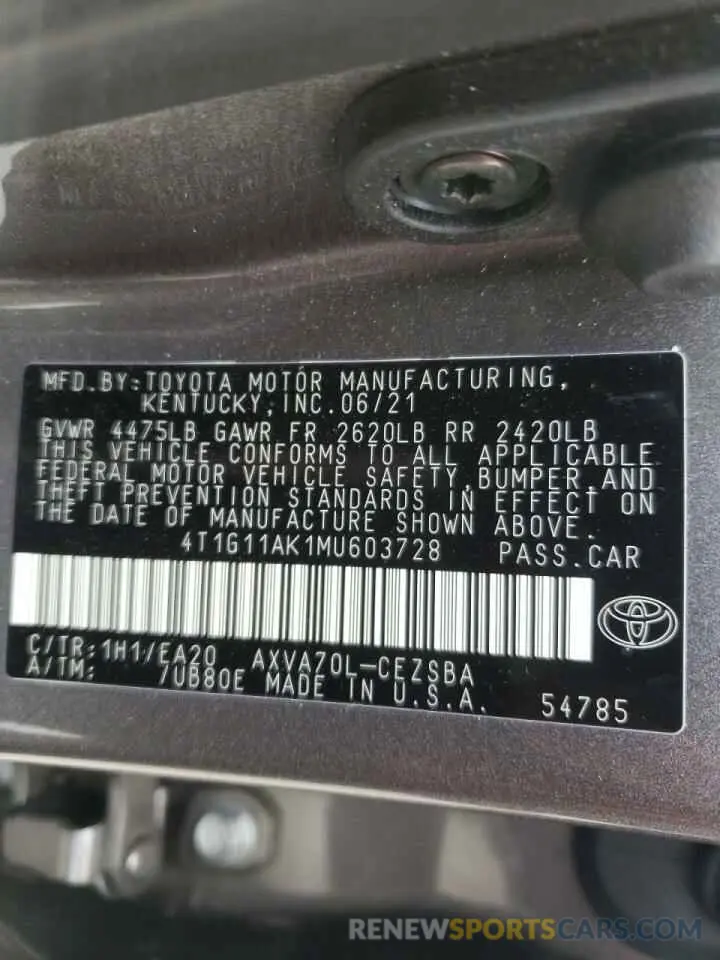 MFD.BY:TOYOTA MOTOR MANUFACTURING,
KENTUCKY,INC.06/21
GVWR 4475LB GAWR FR 2620LB RR 2420LB
THIS VEHICLE CONFORMS TO ALL APPLICABLE
FEDERAL MOTOR VEHICLE SAFETY,BUMPER,AND
THEFT PREVENTION STANDARDS IN EFFECT ON
THE DATE OF MANUFACTURE SHOWN ABOVE.
4T1G11AK1MU603728 PASS.CAR
C/TR:1H1/EA20 AXVA70L-CEZSBA
A/TM: /UB80E MADE IN U.S.A. 54785
RENEWSPORTSCARS.COM